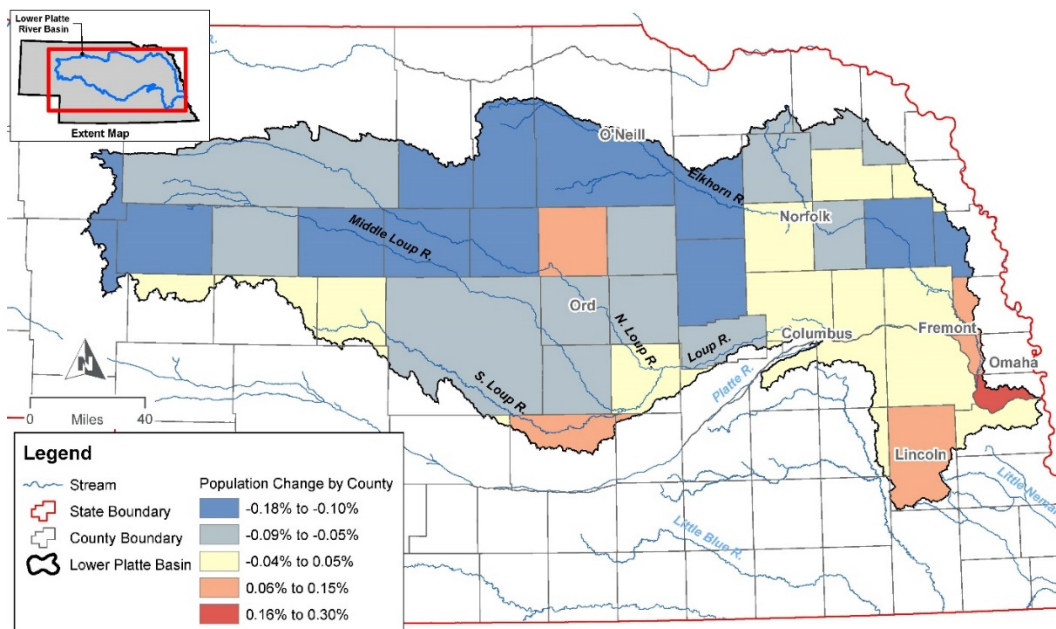 Lower Platte
River Basin
R.
Extent Map
O'Neill
Elkhorn R.
Norfolk
Middle Loup R.
Ord
N. Loup R.
Loup R.
Columbus
Fremont
Platte R.
Omaha
S. Loup R.
Lincoln
Little Nemah
Little Blue R.
N
0 40
Miles
Legend
Stream
State Boundary
County Boundary
Lower Platte Basin
Population Change by County
-0.18% to -0.10%
-0.09% to -0.05%
-0.04% to 0.05%
0.06% to 0.15%
0.16% to 0.30%